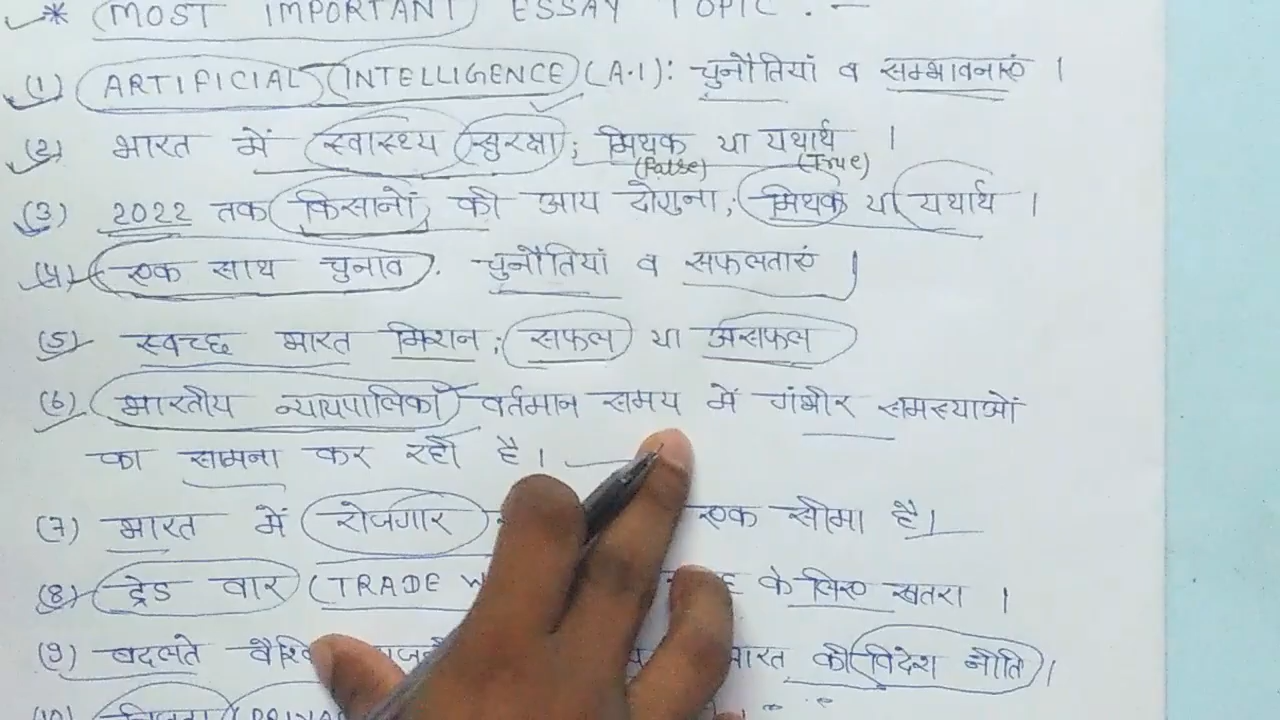 * MOST IMPORTANT ESSAY TOPIC : -
(1) ARTIFICIAL INTELLIGENCE (A.I): चुनौतियां व सम्भावनाएं ।
(2) भारत में स्वास्थ्य सुरक्षा; मिथक या यथार्थ ।
(False) (True)
(3) 2022 तक किसानों की आय दोगुना; मिथक या यथार्थ ।
(4) एक साथ चुनाव. चुनौतियां व सफलताएं ।
(5) स्वच्छ भारत मिशन; सफल या असफल
(6) भारतीय न्यायपालिका वर्तमान समय में गंभीर समस्याओं
का सामना कर रही है ।
(7) भारत में रोजगार एक सीमा है ।
(8) ट्रेड वार (TRADE के लिए खतरा ।
(9) बदलते भारत की विदेश नीति ।
(10)